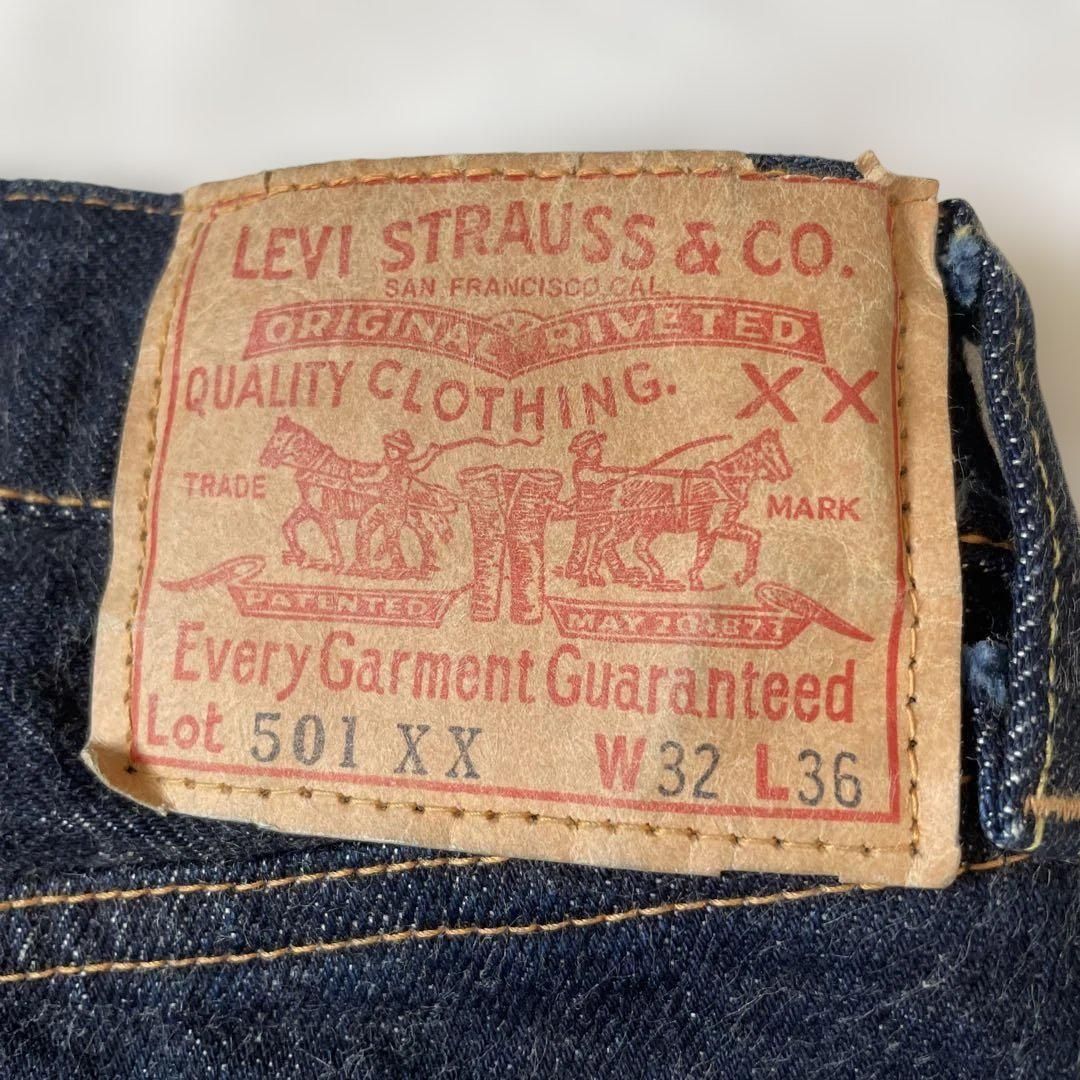 LEVI STRAUSS & CO.
SAN FRANCISCO, CAL.
ORIGINAL RIVETED
QUALITY CLOTHING. XX
TRADE MARK
PATENTED MAY 20 1873
Every Garment Guaranteed
Lot 501 XX W32 L36